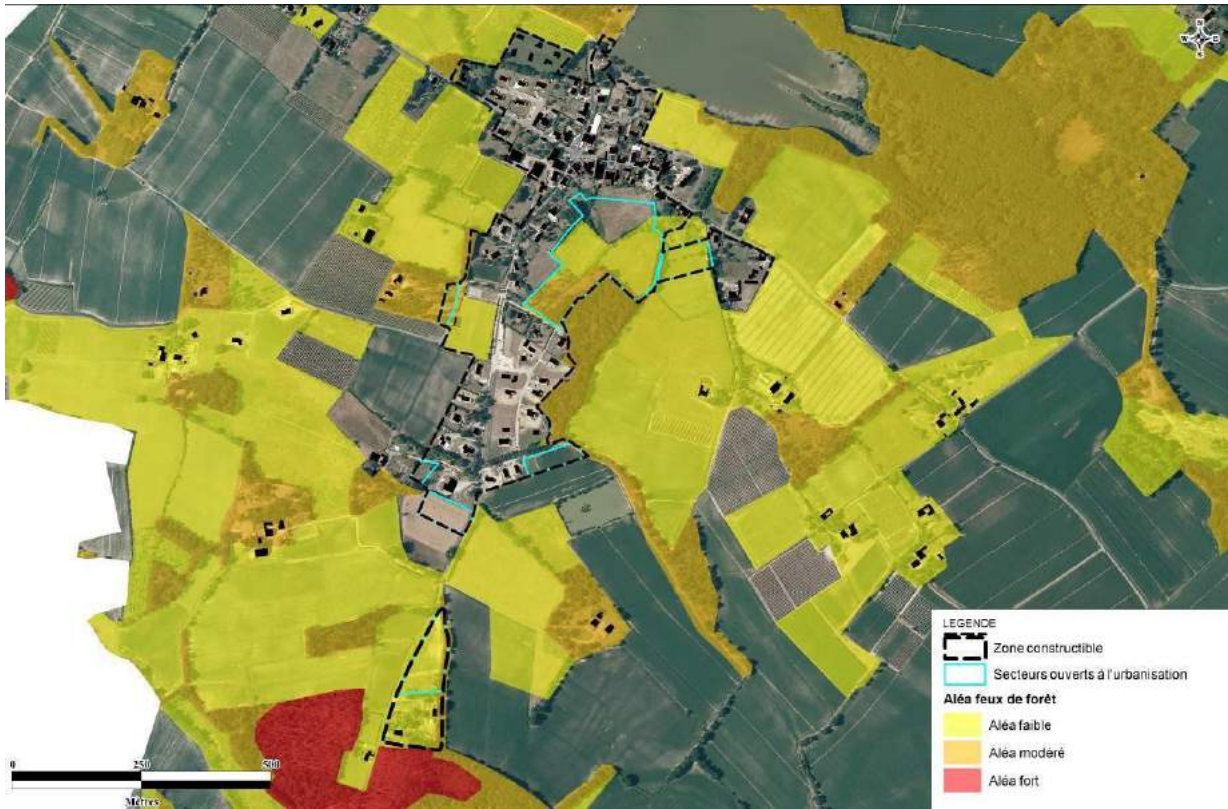 N
W E
S
LEGENDE
Zone constructible
Secteurs ouverts à l'urbanisation
Aléa feux de forêt
Aléa faible
Aléa modéré
Aléa fort
0 250 500
Mètres